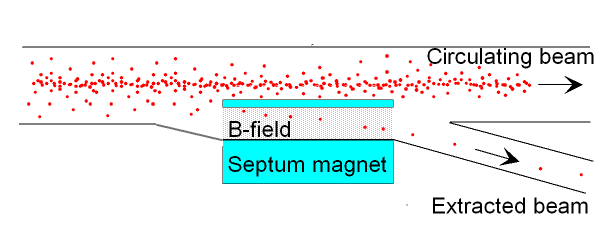 Circulating beam
B-field
Septum magnet
Extracted beam